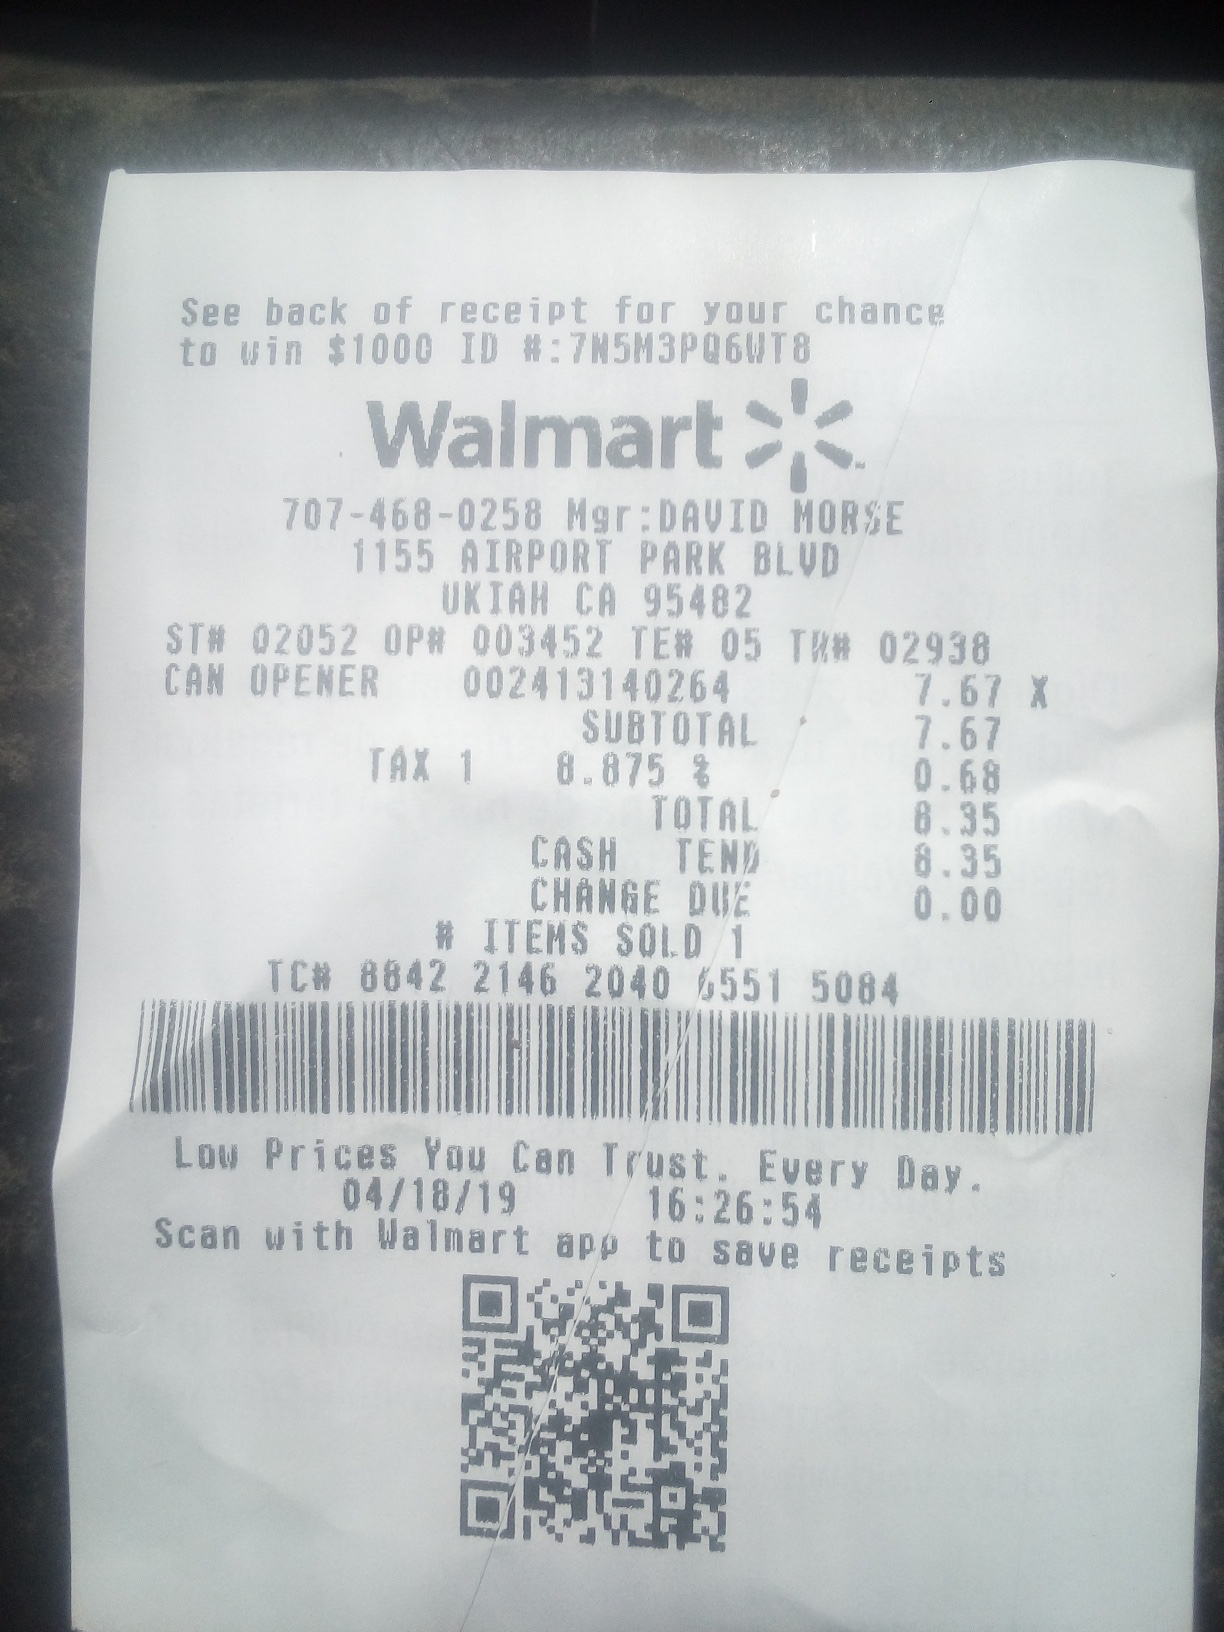 See back of receipt for your chance
to win $1000 ID #:7N5M3PQ6WT8
Walmart
707-468-0258 Mgr:DAVID MORSE
1155 AIRPORT PARK BLVD
UKIAH CA 95482
ST# 02052 OP# 003452 TE# 05 TR# 02938
CAN OPENER 002413140264 7.67 X
SUBTOTAL 7.67
TAX 1 8.875 % 0.68
TOTAL 8.35
CASH TEND 8.35
CHANGE DUE 0.00
# ITEMS SOLD 1
TC# 8842 2146 2040 6551 5084
Low Prices You Can Trust. Every Day.
04/18/19 16:26:54
Scan with Walmart app to save receipts